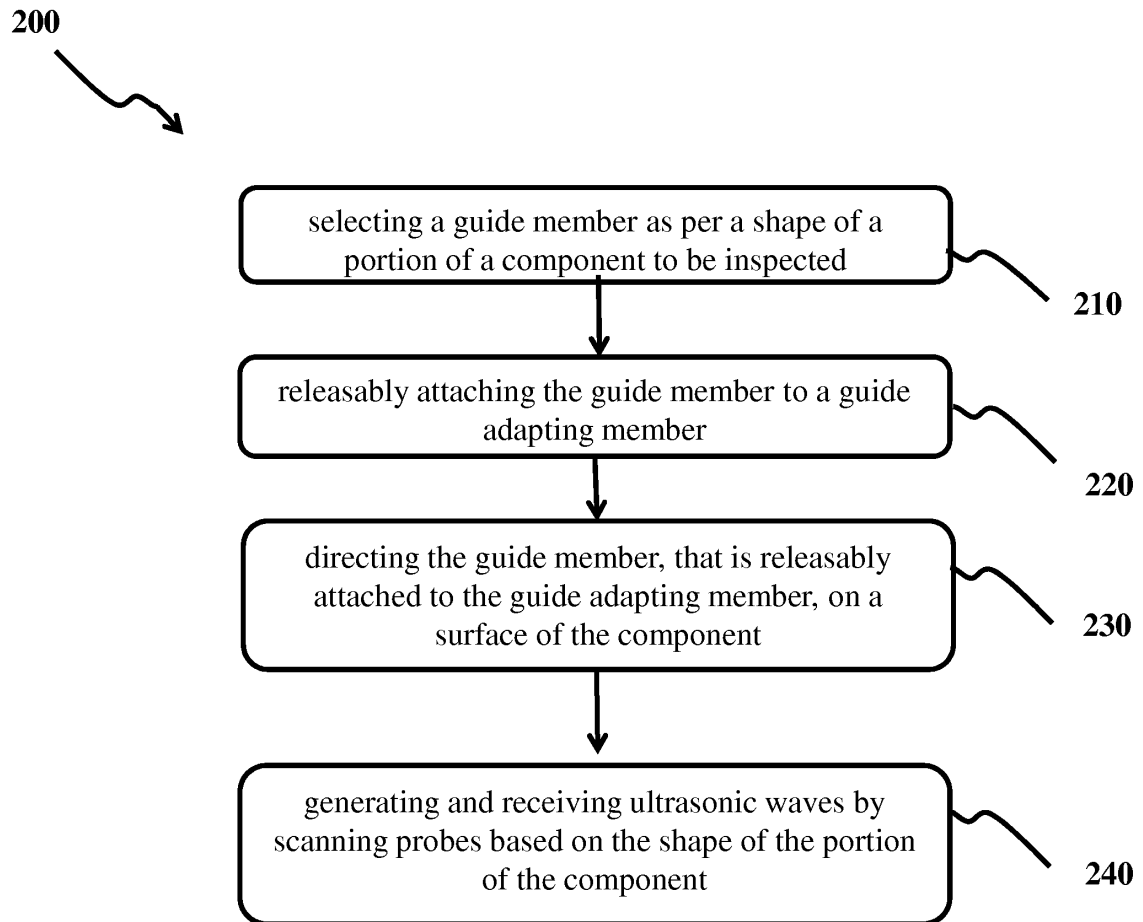 200
selecting a guide member as per a shape of a
portion of a component to be inspected
210
releasably attaching the guide member to a guide
adapting member
220
directing the guide member, that is releasably
attached to the guide adapting member, on a
surface of the component
230
generating and receiving ultrasonic waves by
scanning probes based on the shape of the portion
of the component
240